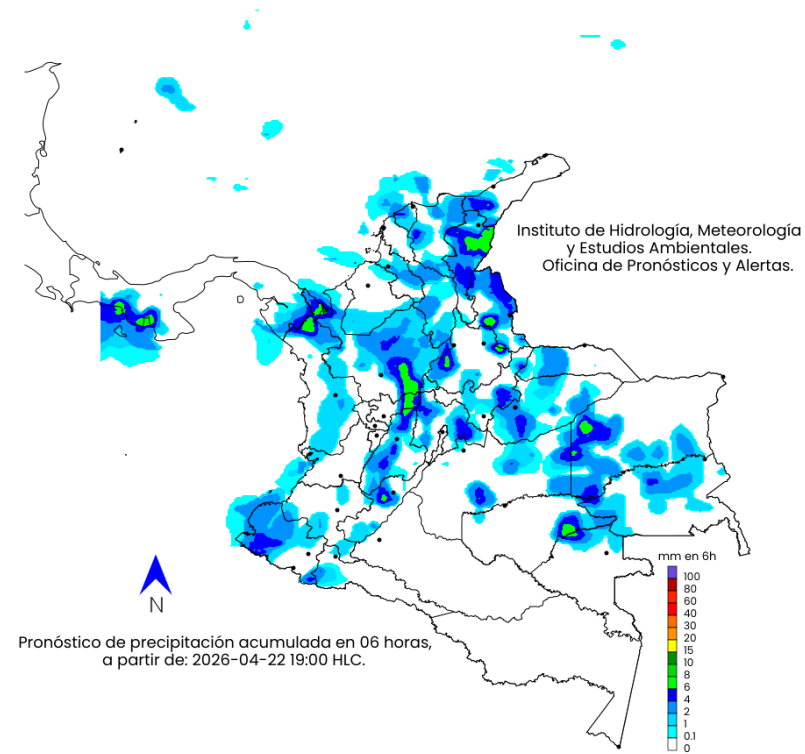 Instituto de Hidrología, Meteorología
y Estudios Ambientales.
Oficina de Pronósticos y Alertas.
mm en 6h
100
80
60
40
30
20
15
10
8
6
4
2
1
0.1
0
N
Pronóstico de precipitación acumulada en 06 horas,
a partir de: 2026-04-22 19:00 HLC.